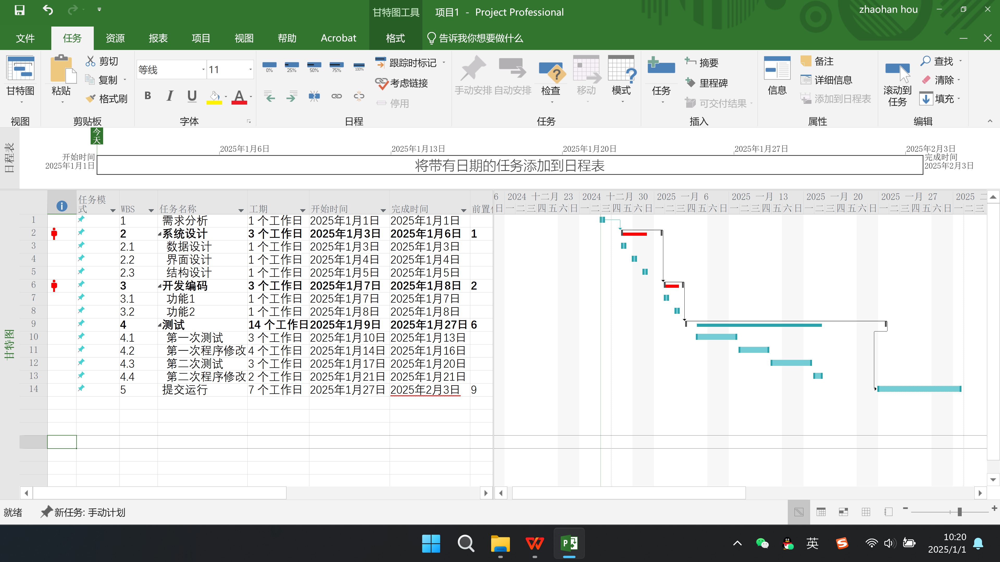 甘特图工具 项目1 - Project Professional zhaohan hou
文件 任务 资源 报表 项目 视图 帮助 Acrobat 格式 告诉我你想要做什么
甘特图
视图
粘贴
剪切
复制
格式刷
剪贴板
等线 11
B I U A
字体
0% 25% 50% 75% 100%
跟踪时标记
考虑链接
停用
日程
手动安排 自动安排 检查 移动 模式
任务
任务
摘要
里程碑
可交付结果
插入
信息
备注
详细信息
添加到日程表
属性
滚动到
任务
查找
清除
填充
编辑
日程表
今天
2025年1月6日 2025年1月13日 2025年1月20日 2025年1月27日 2025年2月3日
开始时间
2025年1月1日
将带有日期的任务添加到日程表
完成时间
2025年2月3日
甘特图
任务模式 WBS 任务名称 工期 开始时间 完成时间 前置
6 2024 十二月 23 2024 十二月 30 2025 一月 6 2025 一月 13 2025 一月 20 2025 一月 27 2025 二
日 一 二 三 四 五 六 日 一 二 三 四 五 六 日 一 二 三 四 五 六 日 一 二 三 四 五 六 日 一 二 三 四 五 六 日 一 二 三 四 五 六 日 一 二 三
1 1 需求分析 1 个工作日 2025年1月1日 2025年1月1日
2 2 系统设计 3 个工作日 2025年1月3日 2025年1月6日 1
3 2.1 数据设计 1 个工作日 2025年1月3日 2025年1月3日
4 2.2 界面设计 1 个工作日 2025年1月4日 2025年1月4日
5 2.3 结构设计 1 个工作日 2025年1月5日 2025年1月5日
6 3 开发编码 3 个工作日 2025年1月7日 2025年1月8日 2
7 3.1 功能1 1 个工作日 2025年1月7日 2025年1月7日
8 3.2 功能2 1 个工作日 2025年1月8日 2025年1月8日
9 4 测试 14 个工作日 2025年1月9日 2025年1月27日 6
10 4.1 第一次测试 3 个工作日 2025年1月10日 2025年1月13日
11 4.2 第一次程序修改 4 个工作日 2025年1月14日 2025年1月16日
12 4.3 第二次测试 3 个工作日 2025年1月17日 2025年1月20日
13 4.4 第二次程序修改 2 个工作日 2025年1月21日 2025年1月21日
14 5 提交运行 7 个工作日 2025年1月27日 2025年2月3日 9
就绪 新任务: 手动计划
英
10:20
2025/1/1